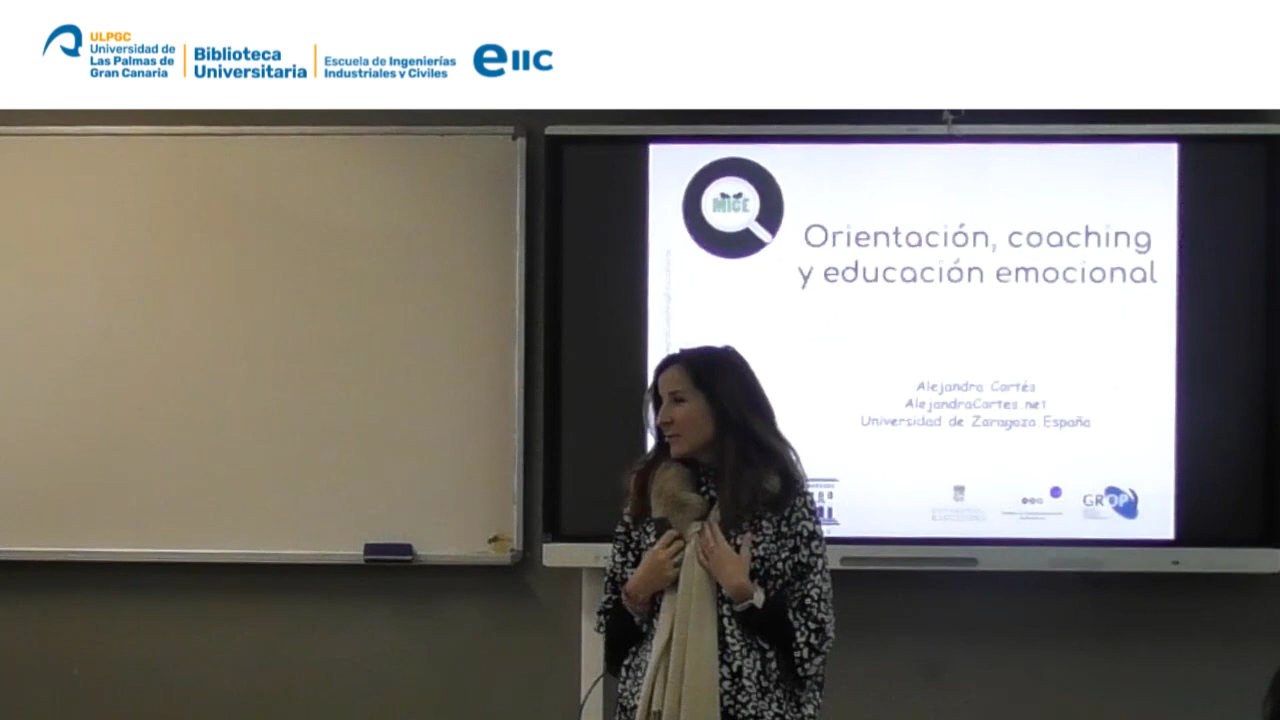 ULPGC
Universidad de
Las Palmas de
Gran Canaria
Biblioteca
Universitaria
Escuela de Ingenierías
Industriales y Civiles
eiic
MICE
Orientación, coaching
y educación emocional
Alejandra Cortés
AlejandraCortes.net
Universidad de Zaragoza. España
GROP